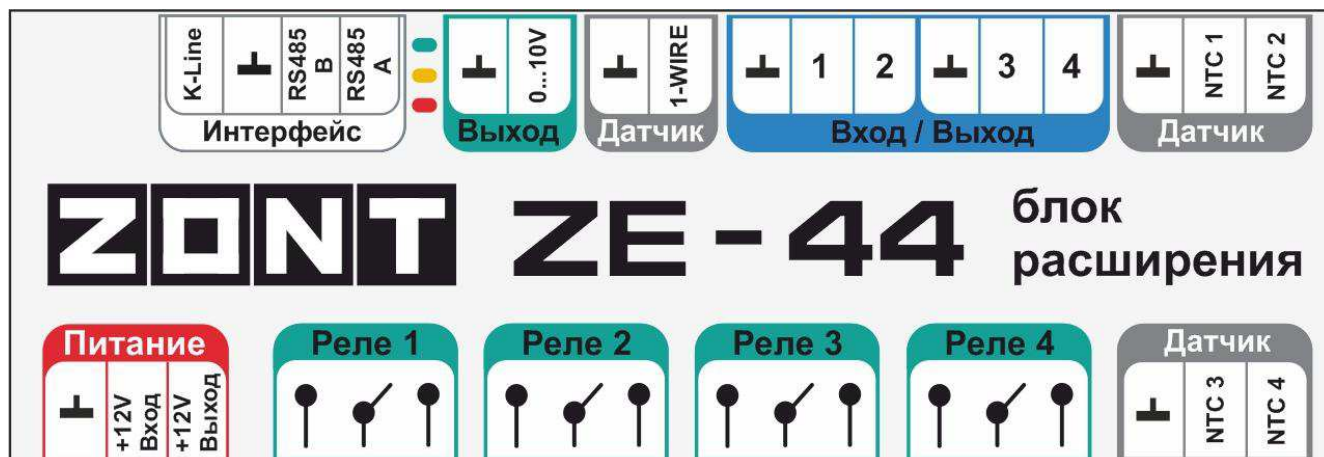 K-Line
RS485 B
RS485 A
Интерфейс
0...10V
Выход
1-WIRE
Датчик
1 2 3 4
Вход / Выход
NTC 1
NTC 2
Датчик
ZONT ZE-44 блок
расширения
Питание
+12V
Вход
+12V
Выход
Реле 1
Реле 2
Реле 3
Реле 4
Датчик
NTC 3
NTC 4